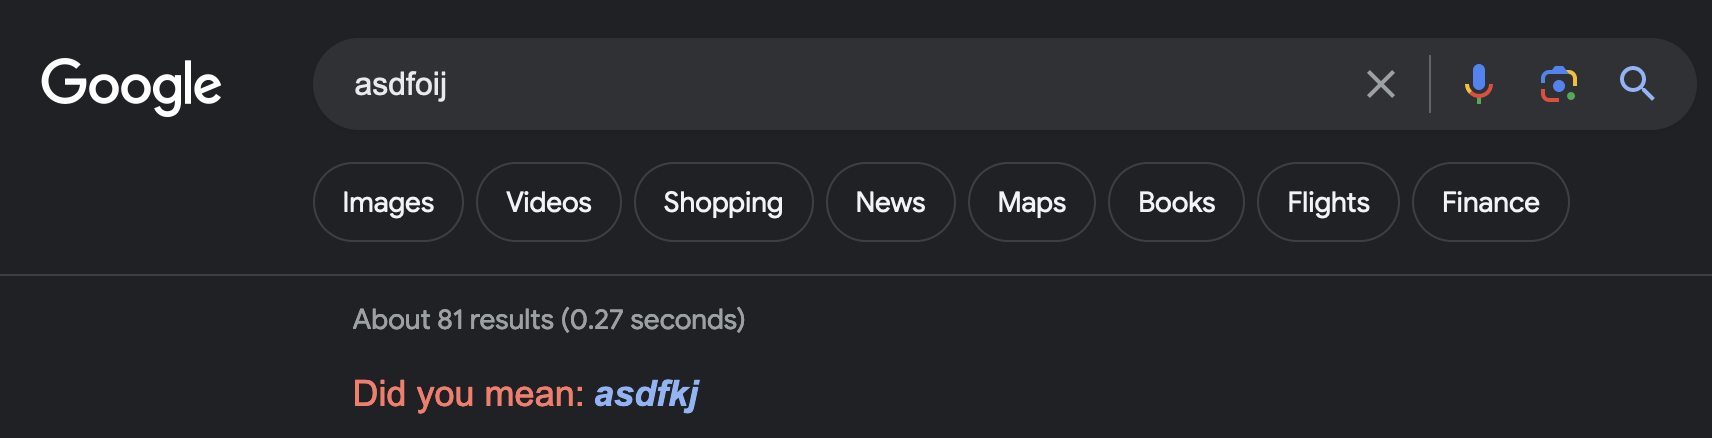 Google asdfoij
Images Videos Shopping News Maps Books Flights Finance
About 81 results (0.27 seconds)
Did you mean: asdfkj